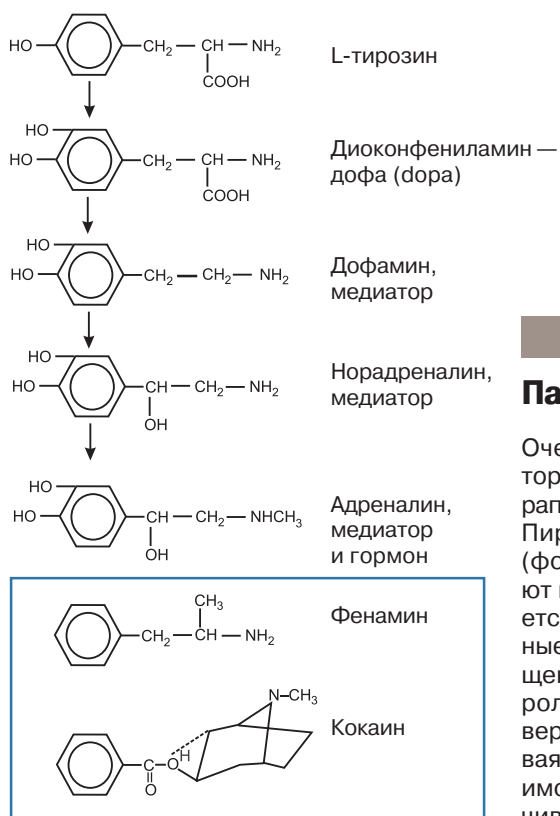 HO
CH₂ — CH — NH₂
COOH
L-тирозин
HO
HO
CH₂ — CH — NH₂
COOH
Диоконфениламин —
дофа (dopa)
HO
HO
CH₂ — CH₂ — NH₂
Дофамин,
медиатор
HO
HO
CH — CH₂ — NH₂
OH
Норадреналин,
медиатор
HO
HO
CH — CH₂ — NHCH₃
OH
Адреналин,
медиатор
и гормон
CH₃
CH₂ — CH — NH₂
Фенамин
N–CH₃
H
C — O
O
Кокаин
Па
Оче
тор
рап
Пир
(фо
ют
етс
ные
щен
рол
вер
вая
имо